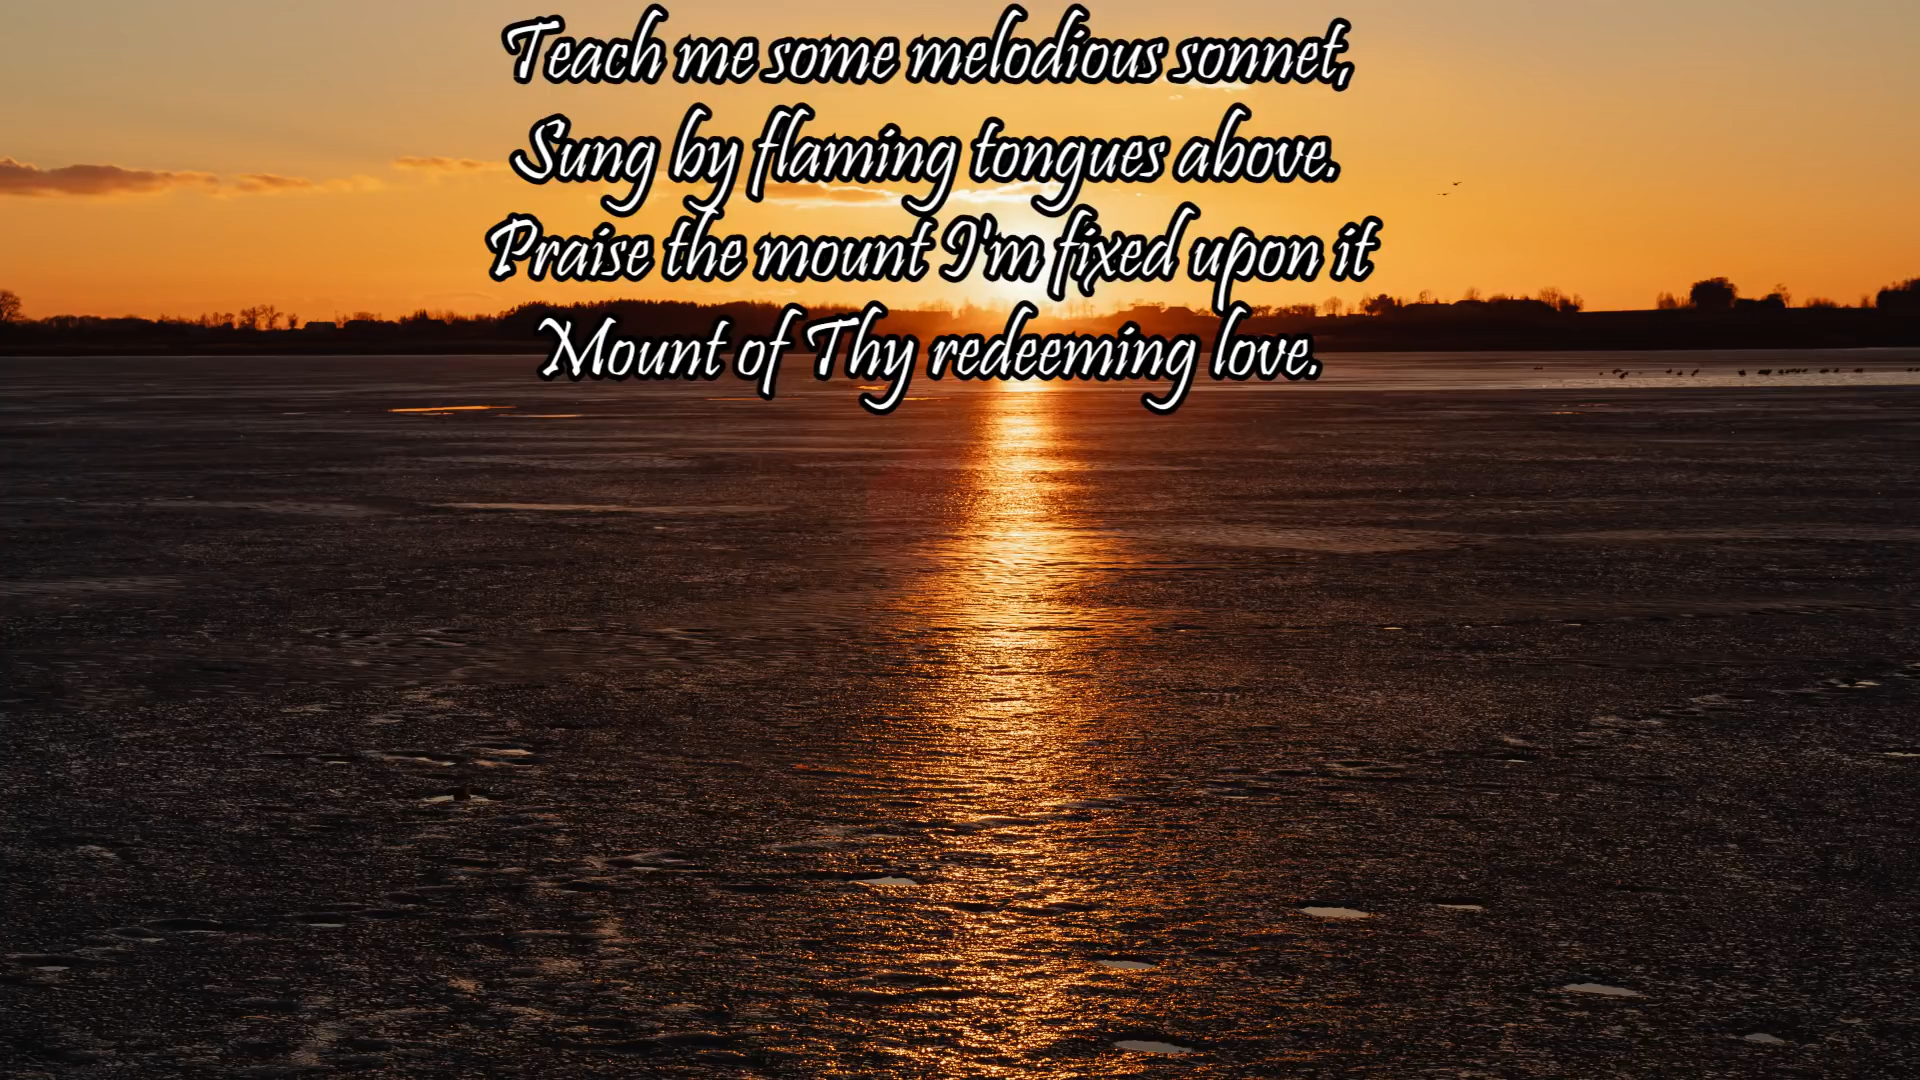 Teach me some melodious sonnet,
Sung by flaming tongues above.
Praise the mount I'm fixed upon it
Mount of Thy redeeming love.